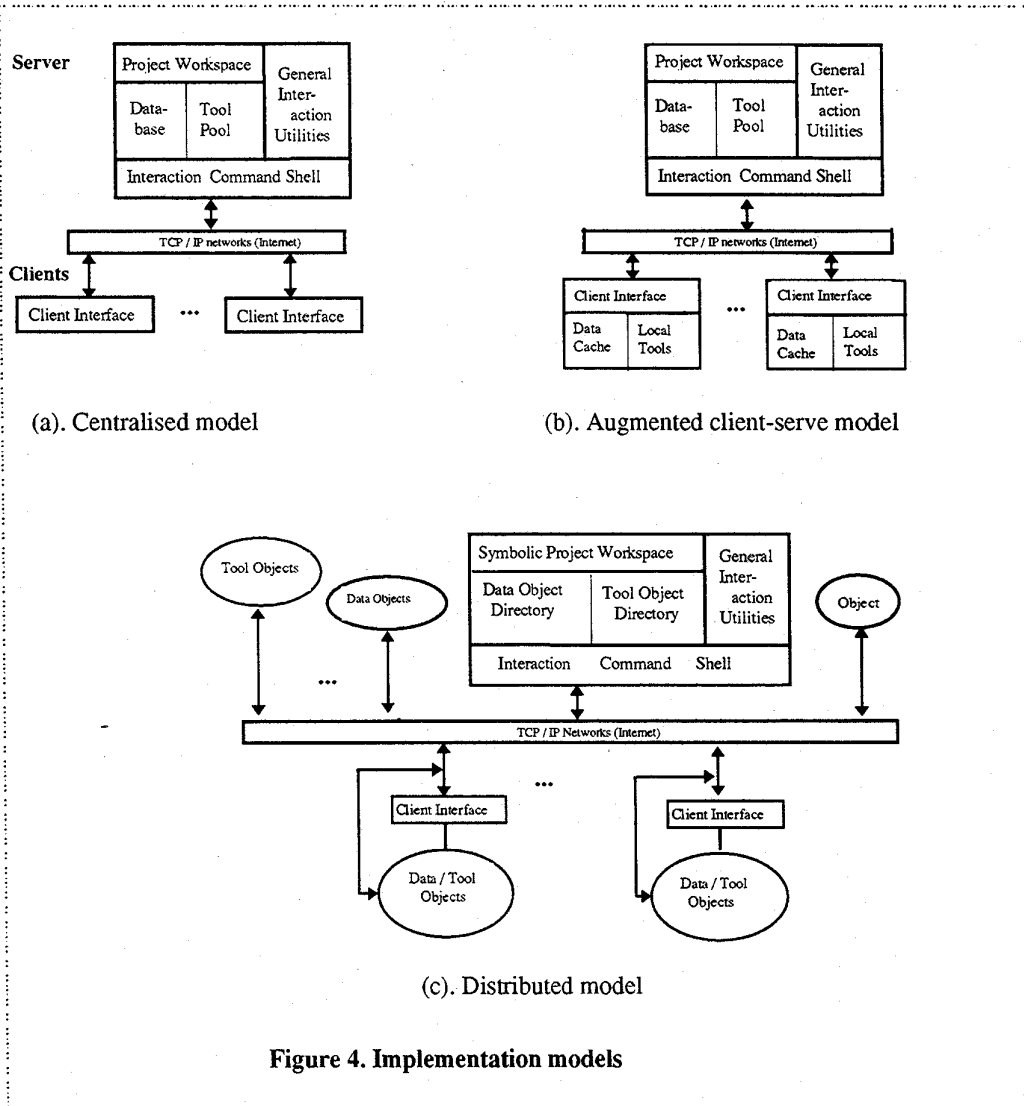 Server
Project Workspace
Data-
base
Tool
Pool
General
Inter-
action
Utilities
Interaction Command Shell
TCP / IP networks (Internet)
Clients
Client Interface
...
Client Interface
(a). Centralised model
Project Workspace
Data-
base
Tool
Pool
General
Inter-
action
Utilities
Interaction Command Shell
TCP / IP networks (Internet)
Client Interface
Data
Cache
Local
Tools
...
Client Interface
Data
Cache
Local
Tools
(b). Augmented client-serve model
Tool Objects
Data Objects
...
Symbolic Project Workspace
Data Object
Directory
Tool Object
Directory
General
Inter-
action
Utilities
Interaction Command Shell
Object
TCP / IP Networks (Internet)
Client Interface
Data / Tool
Objects
...
Client Interface
Data / Tool
Objects
(c). Distributed model
Figure 4. Implementation models